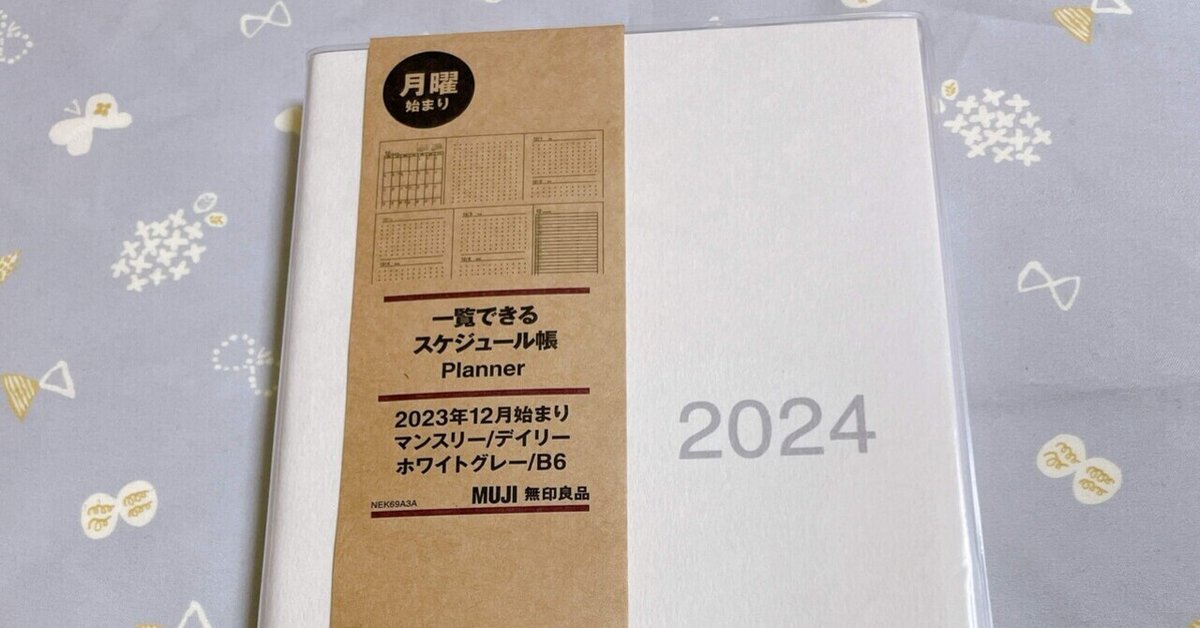 月曜
始まり
一覧できる
スケジュール帳
Planner
2023年12月始まり
マンスリー/デイリー
ホワイトグレー/B6
NEK69A3A
MUJI 無印良品
2024